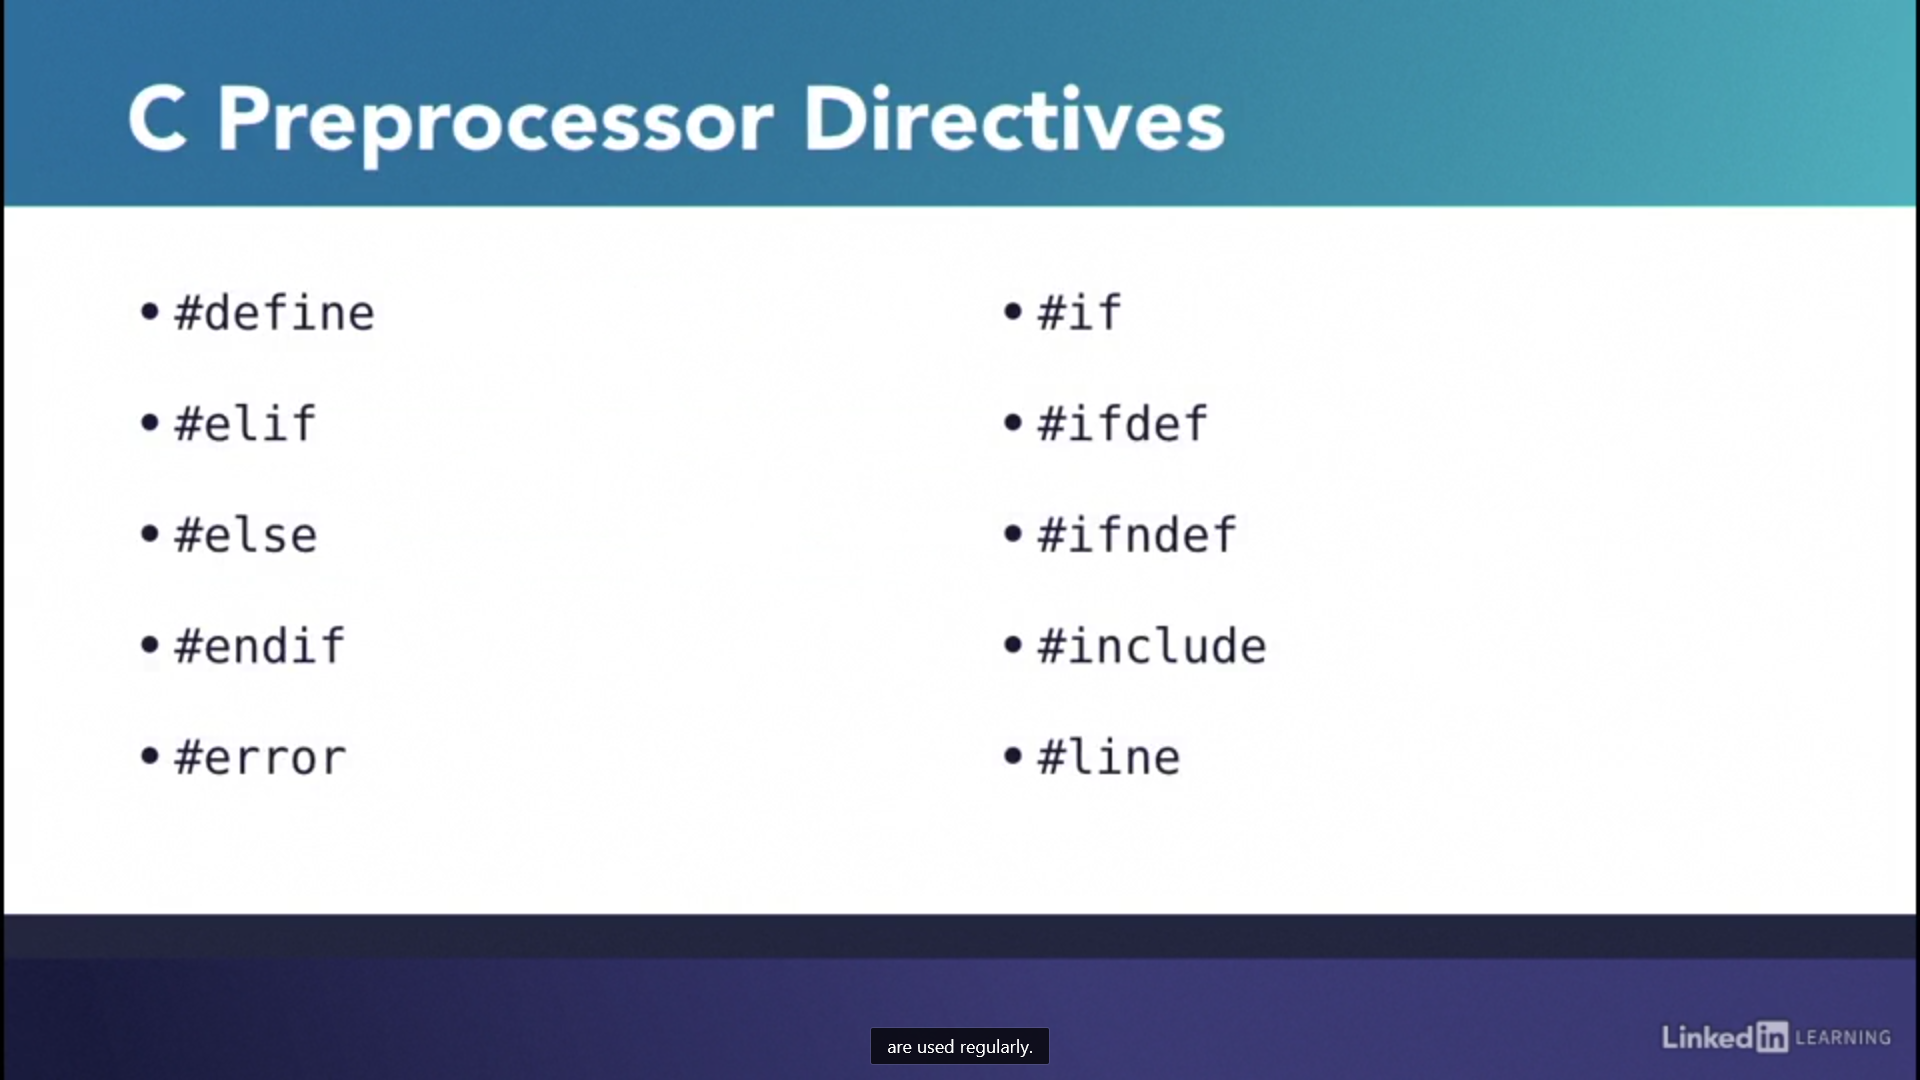 C Preprocessor Directives
• #define
• #elif
• #else
• #endif
• #error
• #if
• #ifdef
• #ifndef
• #include
• #line
are used regularly.
Linked in LEARNING